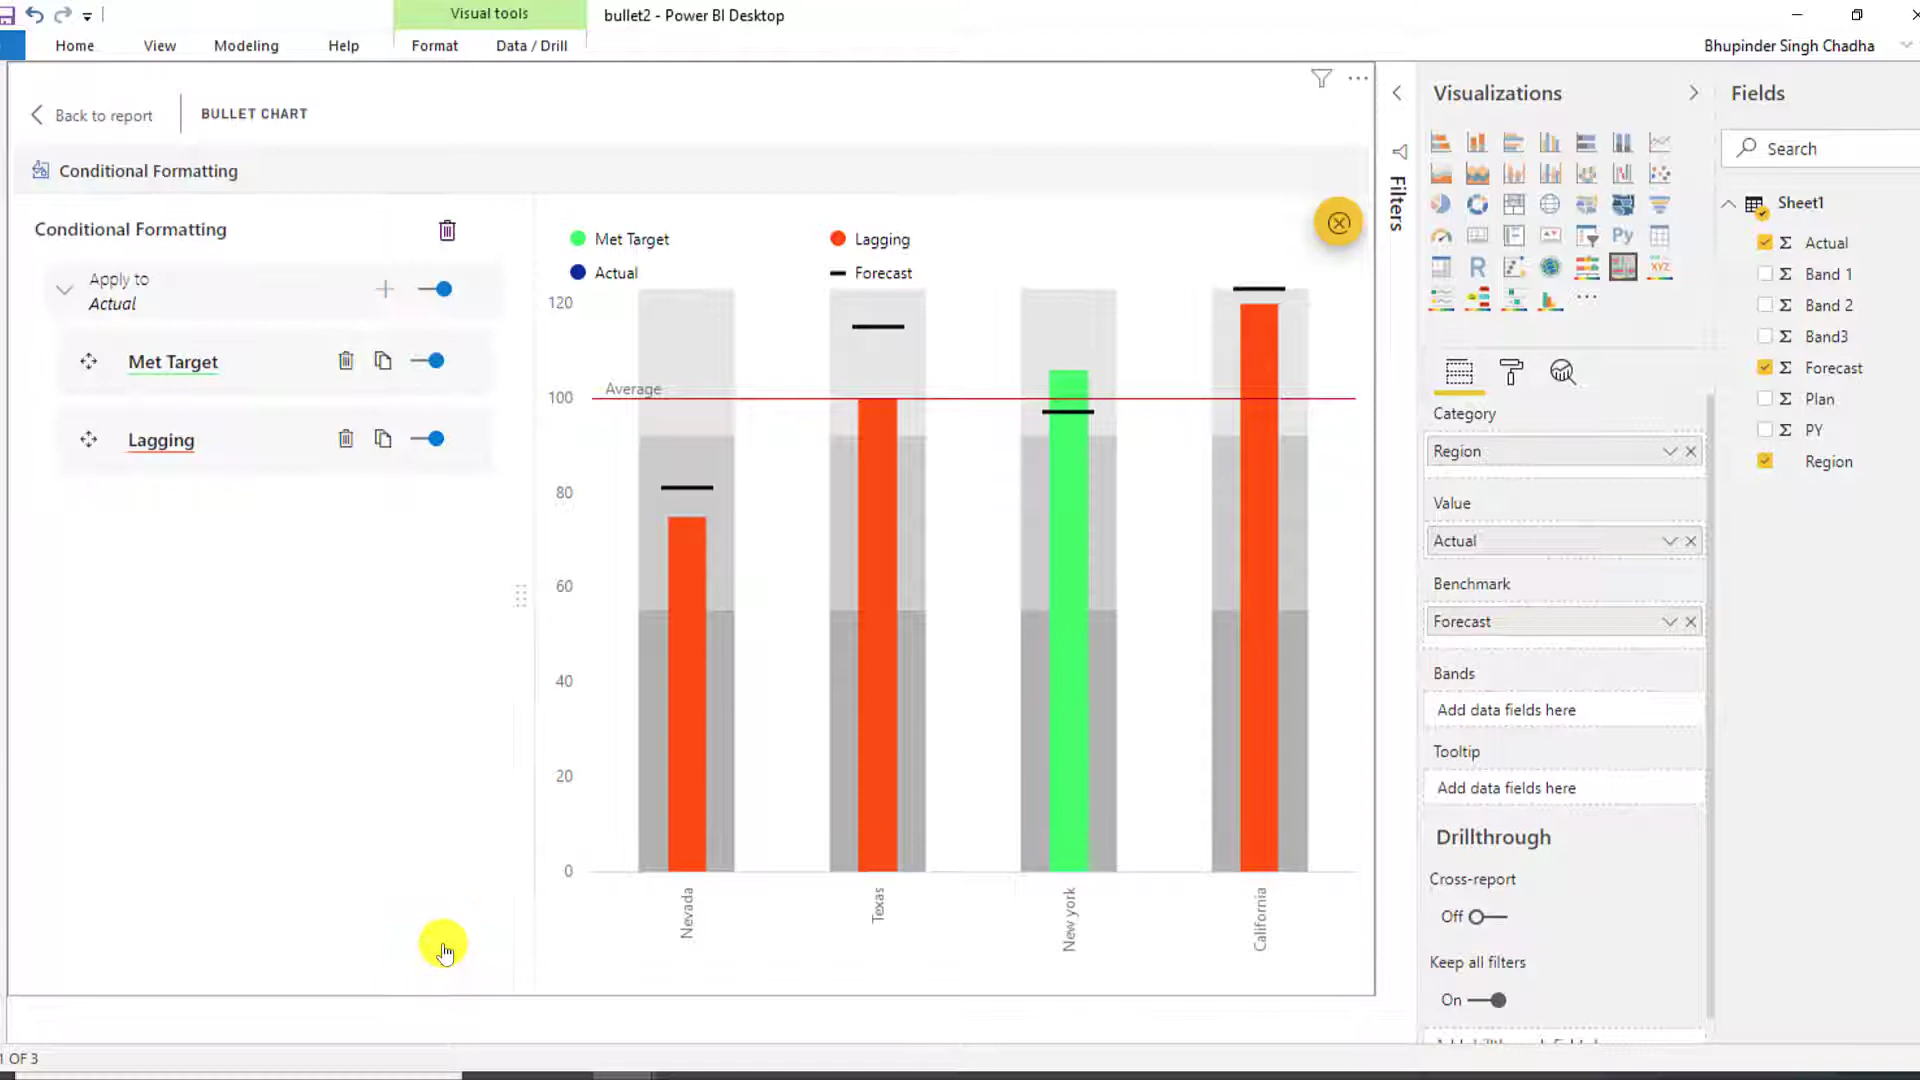 Visual tools
bullet2 - Power BI Desktop
Home
View
Modeling
Help
Format
Data / Drill
Bhupinder Singh Chadha
Back to report
BULLET CHART
Conditional Formatting
Conditional Formatting
Apply to
Actual
Met Target
Lagging
Met Target
Lagging
Actual
Forecast
120
100
80
60
40
20
0
Average
Nevada
Texas
New york
California
Filters
Visualizations
Py
R
XYZ
Category
Region
Value
Actual
Benchmark
Forecast
Bands
Add data fields here
Tooltip
Add data fields here
Drillthrough
Cross-report
Off
Keep all filters
On
Fields
Search
Sheet1
Σ Actual
Σ Band 1
Σ Band 2
Σ Band3
Σ Forecast
Σ Plan
Σ PY
Region
1 OF 3